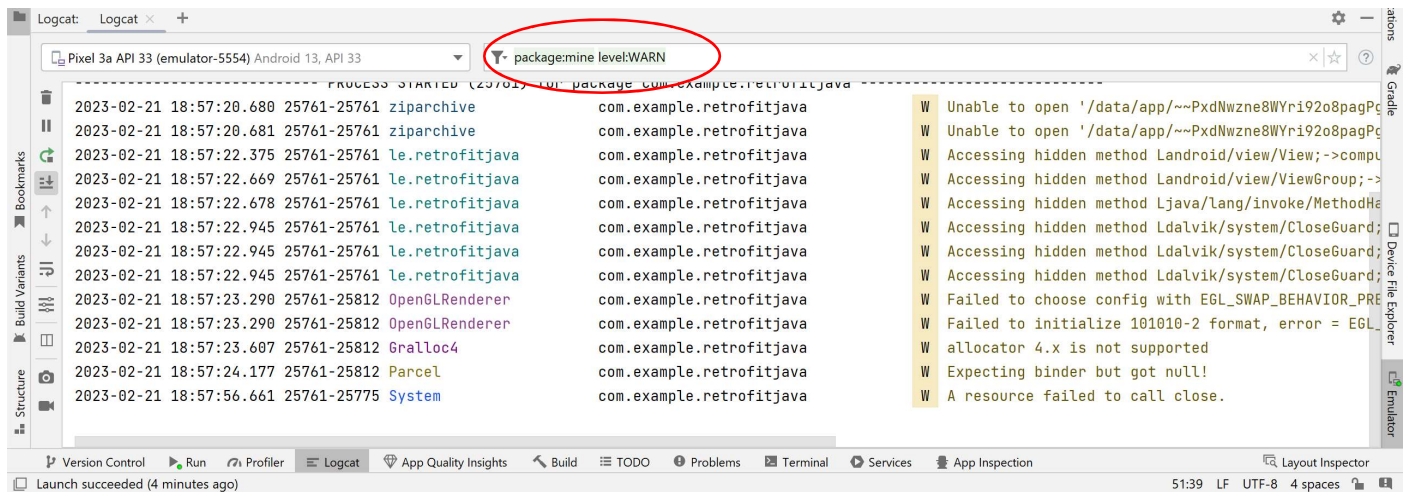 Logcat: Logcat
Pixel 3a API 33 (emulator-5554) Android 13, API 33
package:mine level:WARN
PROCESS STARTED (25761) for package com.example.retrofitjava
2023-02-21 18:57:20.680 25761-25761 ziparchive com.example.retrofitjava W Unable to open '/data/app/~~PxdNwzne8WYri92o8pagPg
2023-02-21 18:57:20.681 25761-25761 ziparchive com.example.retrofitjava W Unable to open '/data/app/~~PxdNwzne8WYri92o8pagPg
2023-02-21 18:57:22.375 25761-25761 le.retrofitjava com.example.retrofitjava W Accessing hidden method Landroid/view/View;->compu
2023-02-21 18:57:22.669 25761-25761 le.retrofitjava com.example.retrofitjava W Accessing hidden method Landroid/view/ViewGroup;->
2023-02-21 18:57:22.678 25761-25761 le.retrofitjava com.example.retrofitjava W Accessing hidden method Ljava/lang/invoke/MethodHa
2023-02-21 18:57:22.945 25761-25761 le.retrofitjava com.example.retrofitjava W Accessing hidden method Ldalvik/system/CloseGuard;
2023-02-21 18:57:22.945 25761-25761 le.retrofitjava com.example.retrofitjava W Accessing hidden method Ldalvik/system/CloseGuard;
2023-02-21 18:57:22.945 25761-25761 le.retrofitjava com.example.retrofitjava W Accessing hidden method Ldalvik/system/CloseGuard;
2023-02-21 18:57:23.290 25761-25812 OpenGLRenderer com.example.retrofitjava W Failed to choose config with EGL_SWAP_BEHAVIOR_PRE
2023-02-21 18:57:23.290 25761-25812 OpenGLRenderer com.example.retrofitjava W Failed to initialize 101010-2 format, error = EGL_
2023-02-21 18:57:23.607 25761-25812 Gralloc4 com.example.retrofitjava W allocator 4.x is not supported
2023-02-21 18:57:24.177 25761-25812 Parcel com.example.retrofitjava W Expecting binder but got null!
2023-02-21 18:57:56.661 25761-25775 System com.example.retrofitjava W A resource failed to call close.
Bookmarks
Build Variants
Structure
Gradle
Device File Explorer
Emulator
Version Control Run Profiler Logcat App Quality Insights Build TODO Problems Terminal Services App Inspection Layout Inspector
Launch succeeded (4 minutes ago) 51:39 LF UTF-8 4 spaces